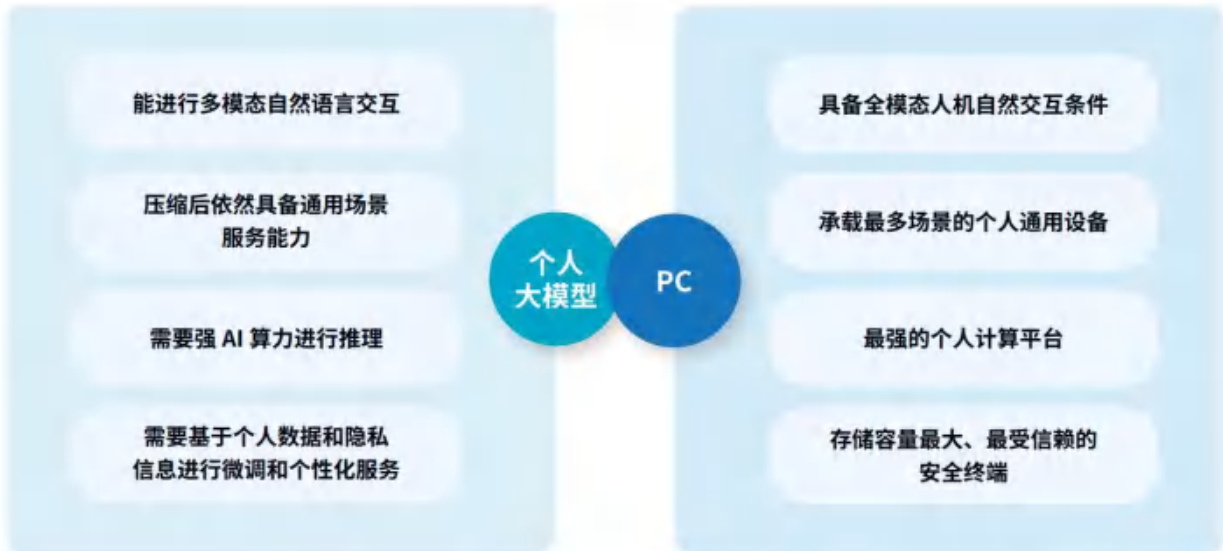 能进行多模态自然语言交互
压缩后依然具备通用场景
服务能力
需要强 AI 算力进行推理
需要基于个人数据和隐私
信息进行微调和个性化服务
个人
大模型
PC
具备全模态人机自然交互条件
承载最多场景的个人通用设备
最强的个人计算平台
存储容量最大、最受信赖的
安全终端